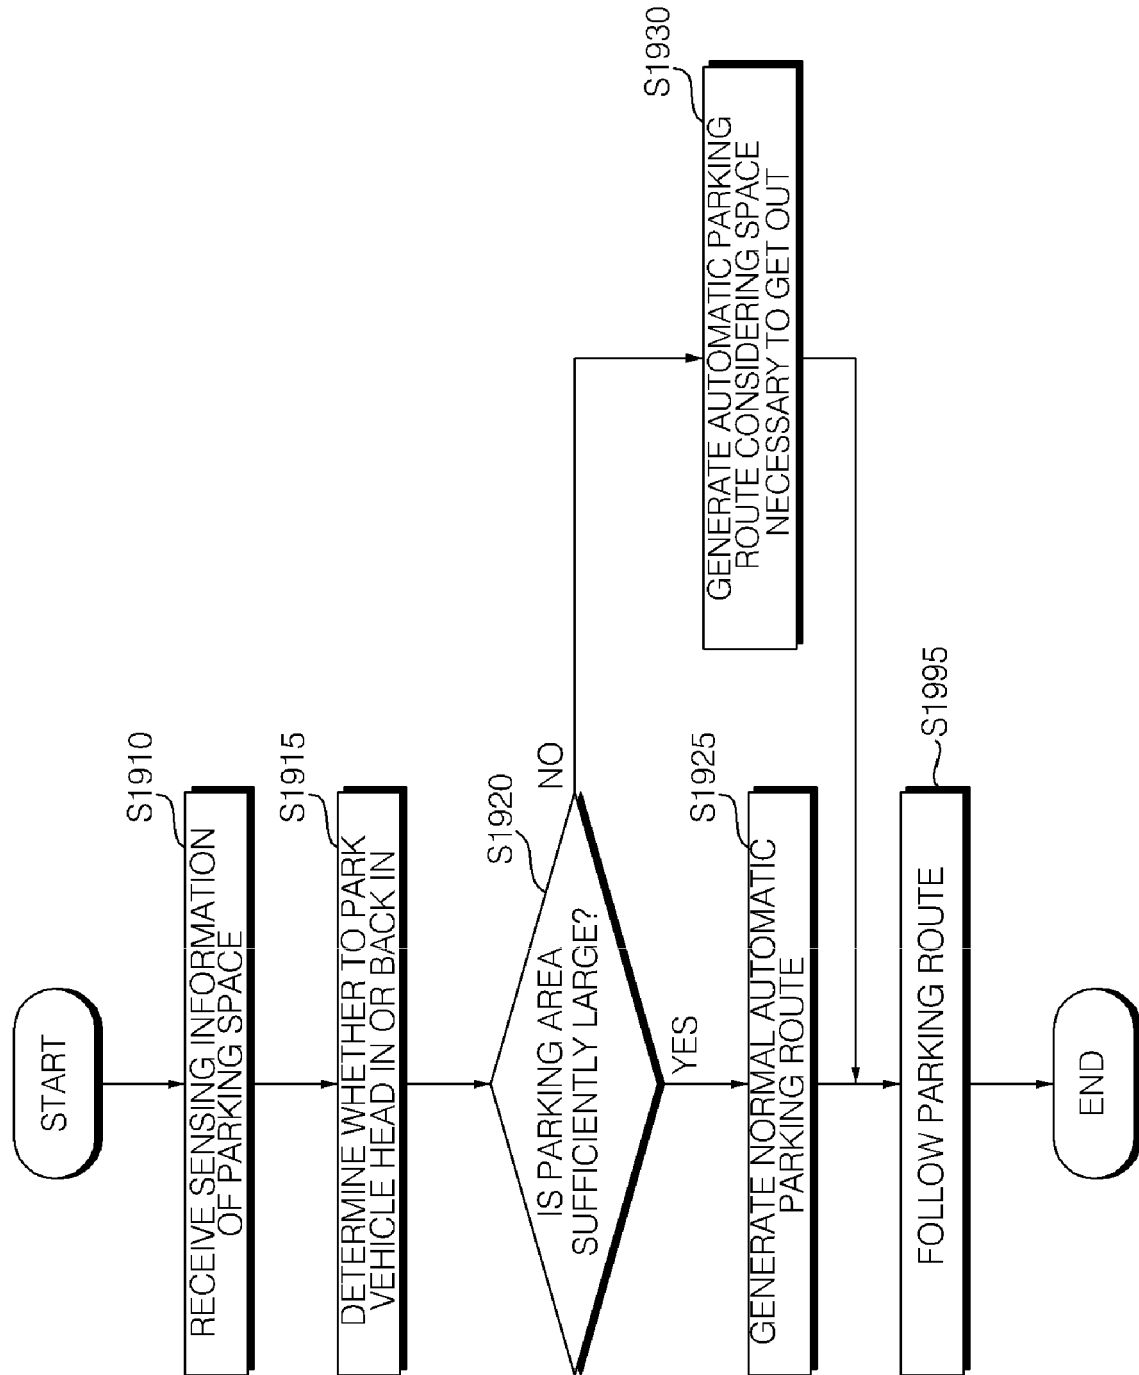 START
S1910
RECEIVE SENSING INFORMATION
OF PARKING SPACE
S1915
DETERMINE WHETHER TO PARK
VEHICLE HEAD IN OR BACK IN
S1920
IS PARKING AREA
SUFFICIENTLY LARGE?
NO
YES
S1925
GENERATE NORMAL AUTOMATIC
PARKING ROUTE
S1930
GENERATE AUTOMATIC PARKING
ROUTE CONSIDERING SPACE
NECESSARY TO GET OUT
S1995
FOLLOW PARKING ROUTE
END